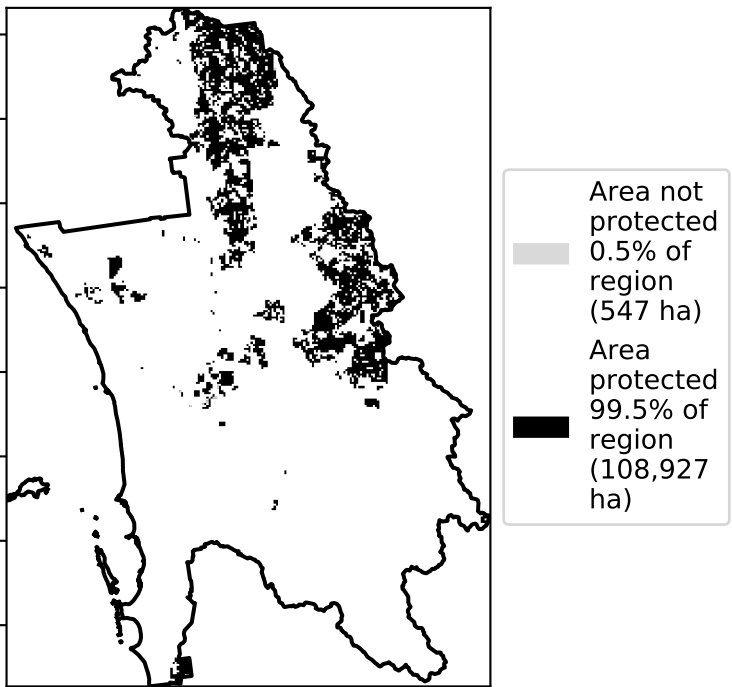 Area not
protected
0.5% of
region
(547 ha)
Area
protected
99.5% of
region
(108,927
ha)